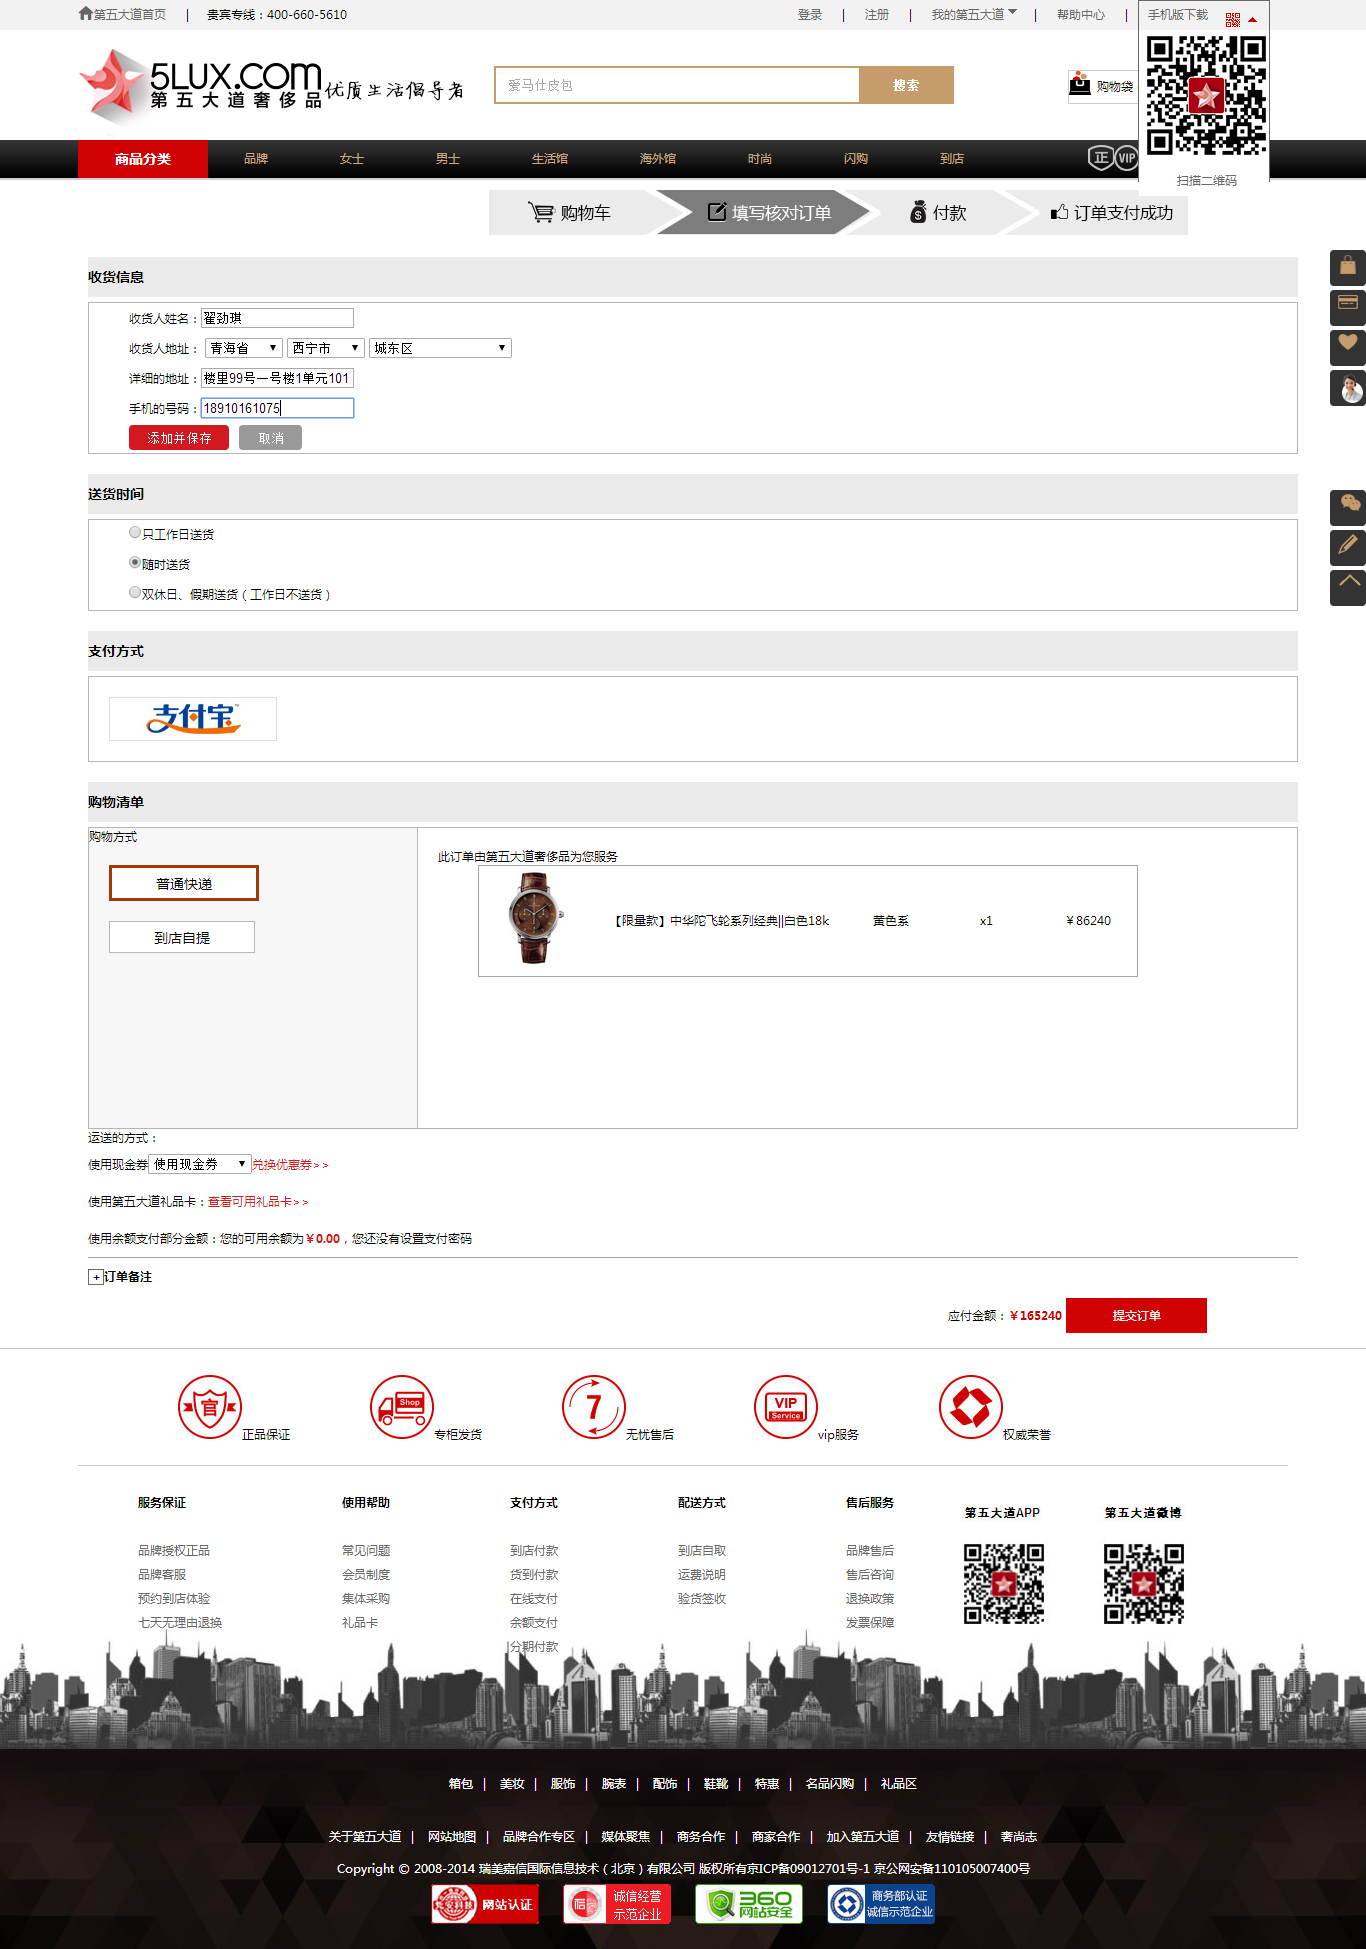 第五大道首页 | 贵宾专线：400-660-5610 登录 | 注册 | 我的第五大道 | 帮助中心 | 手机版下载
5LUX.com
第五大道奢侈品
优质生活倡导者
爱马仕皮包 搜索
购物袋
商品分类 品牌 女士 男士 生活馆 海外馆 时尚 闪购 到店 正 VIP
扫描二维码
购物车 填写核对订单 付款 订单支付成功
收货信息
收货人姓名：翟劲琪
收货人地址：青海省 西宁市 城东区
详细的地址：楼里99号一号楼1单元101
手机的号码：18910161075
添加并保存 取消
送货时间
只工作日送货
随时送货
双休日、假期送货（工作日不送货）
支付方式
支付宝
购物清单
购物方式
普通快递
到店自提
此订单由第五大道奢侈品为您服务
【限量款】中华陀飞轮系列经典||白色18k 黄色系 x1 ￥86240
运送的方式：
使用现金券 使用现金券 兑换优惠券>>
使用第五大道礼品卡：查看可用礼品卡>>
使用余额支付部分金额：您的可用余额为￥0.00，您还没有设置支付密码
+订单备注
应付金额：￥165240 提交订单
官 正品保证 Shop 专柜发货 7 无忧售后 VIP Service vip服务 权威荣誉
服务保证 使用帮助 支付方式 配送方式 售后服务 第五大道APP 第五大道微博
品牌授权正品 常见问题 到店付款 到店自取 品牌售后
品牌客服 会员制度 货到付款 运费说明 售后咨询
预约到店体验 集体采购 在线支付 验货签收 退换政策
七天无理由退换 礼品卡 余额支付 发票保障
分期付款
箱包 | 美妆 | 服饰 | 腕表 | 配饰 | 鞋靴 | 特惠 | 名品闪购 | 礼品区
关于第五大道 | 网站地图 | 品牌合作专区 | 媒体聚焦 | 商务合作 | 商家合作 | 加入第五大道 | 友情链接 | 奢尚志
Copyright © 2008-2014 瑞美嘉信国际信息技术（北京）有限公司 版权所有京ICP备09012701号-1 京公网安备110105007400号
网站认证 诚信经营 示范企业 360 网站安全 商务部认证 诚信示范企业